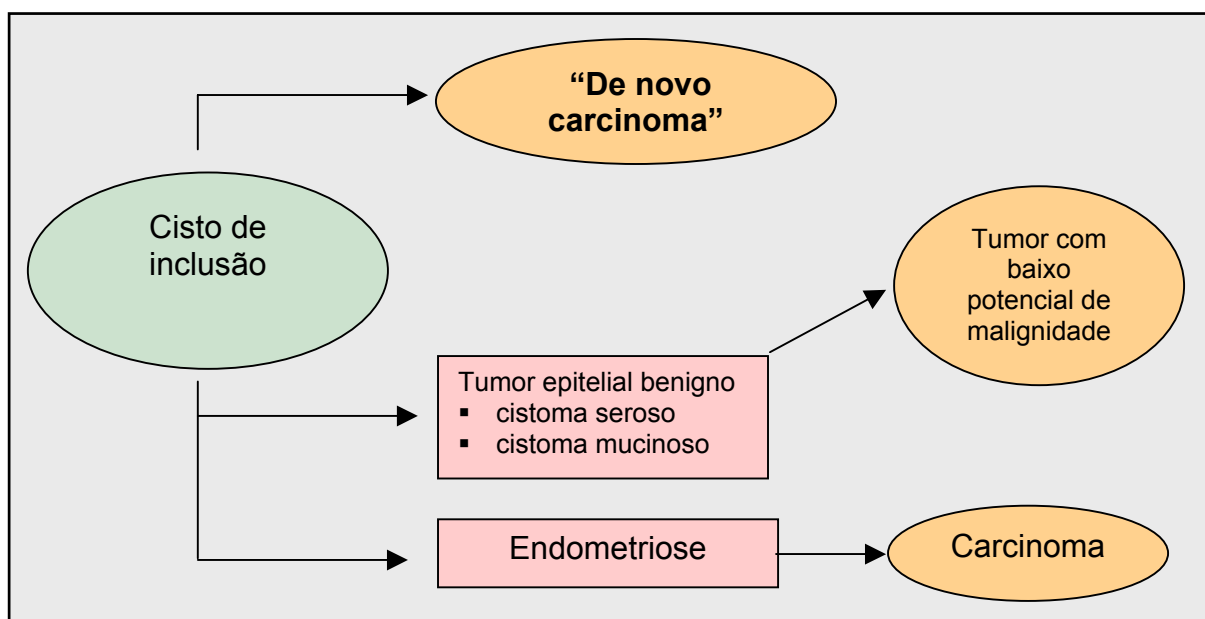 “De novo
carcinoma”
Cisto de
inclusão
Tumor com
baixo
potencial de
malignidade
Tumor epitelial benigno
▪ cistoma seroso
▪ cistoma mucinoso
Endometriose
Carcinoma